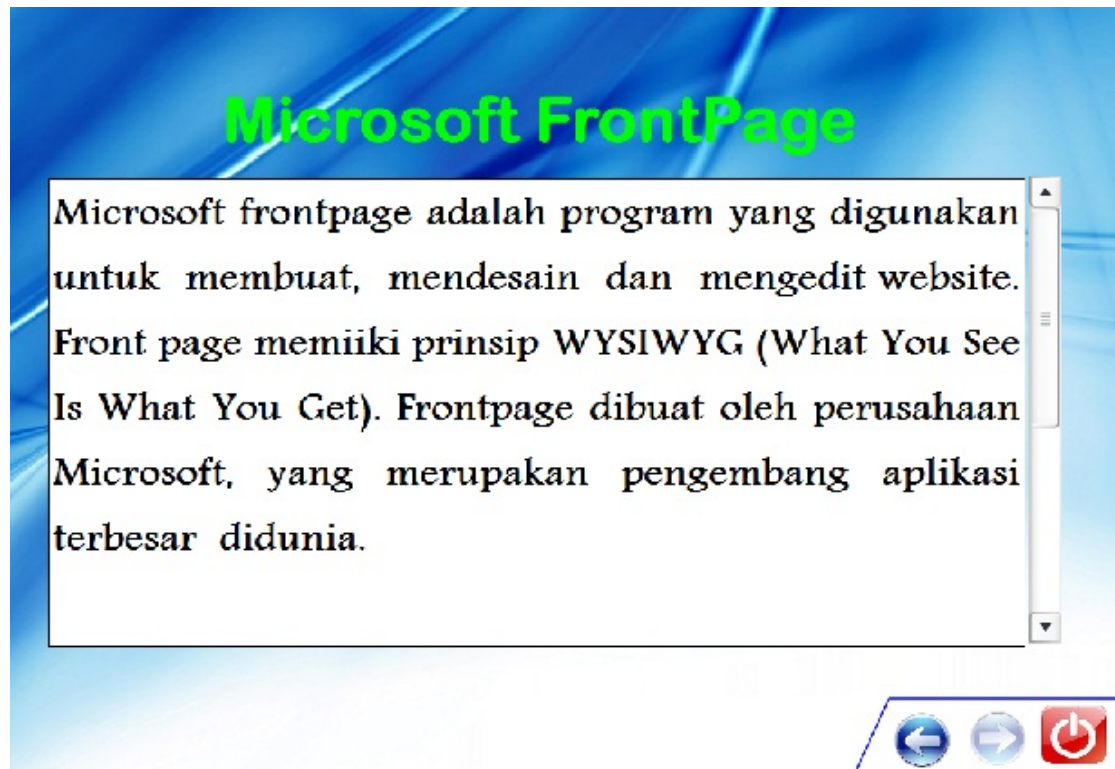 Microsoft FrontPage
Microsoft frontpage adalah program yang digunakan
untuk membuat, mendesain dan mengedit website.
Front page memiiki prinsip WYSIWYG (What You See
Is What You Get). Frontpage dibuat oleh perusahaan
Microsoft, yang merupakan pengembang aplikasi
terbesar didunia.